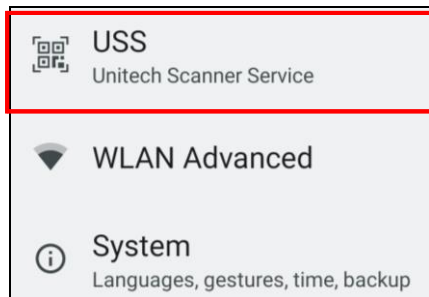 USS
Unitech Scanner Service
WLAN Advanced
System
Languages, gestures, time, backup